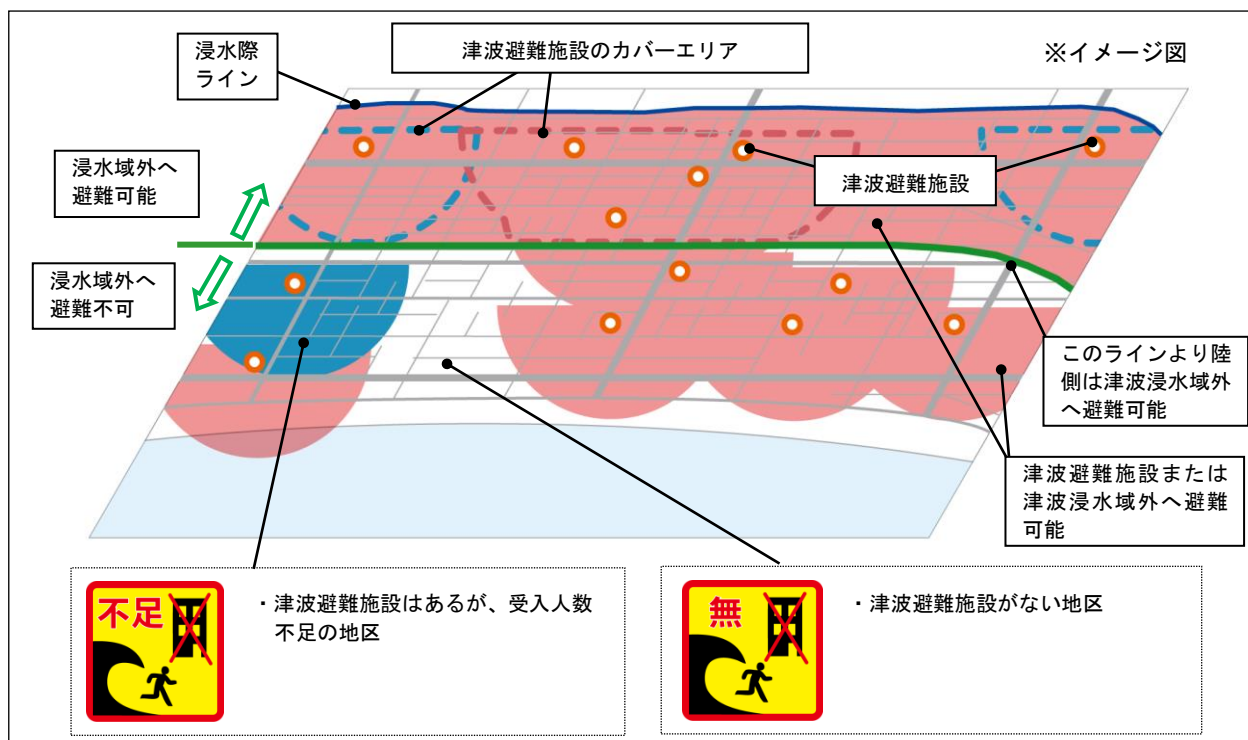 浸水際
ライン
津波避難施設のカバーエリア
※イメージ図
浸水域外へ
避難可能
津波避難施設
浸水域外へ
避難不可
このラインより陸
側は津波浸水域外
へ避難可能
津波避難施設または
津波浸水域外へ避難
可能
不足
・津波避難施設はあるが、受入人数
不足の地区
無
・津波避難施設がない地区